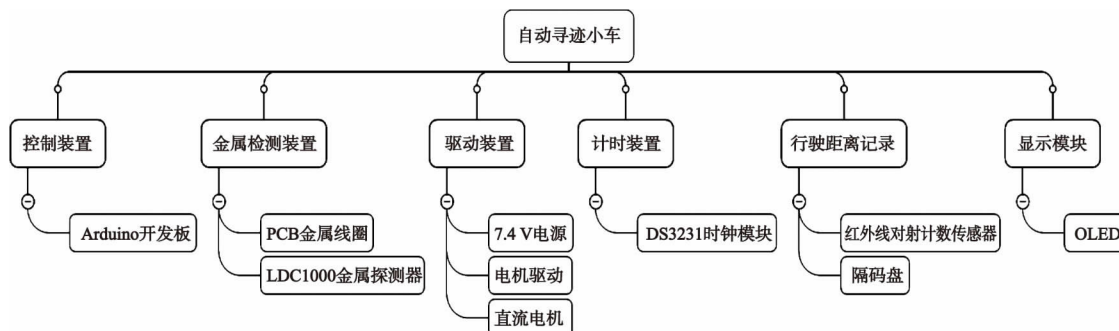 自动寻迹小车
控制装置
金属检测装置
驱动装置
计时装置
行驶距离记录
显示模块
Arduino开发板
PCB金属线圈
7.4 V电源
DS3231时钟模块
红外线对射计数传感器
OLED
LDC1000金属探测器
电机驱动
隔码盘
直流电机